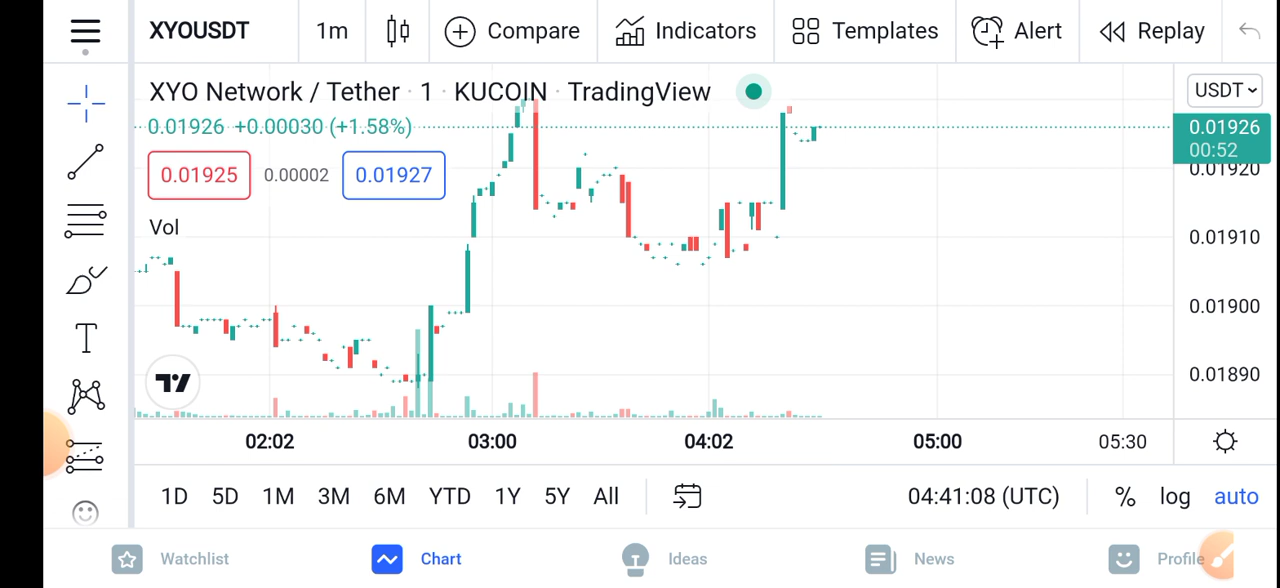 XYOUSDT 1m Compare Indicators Templates Alert Replay
XYO Network / Tether · 1 · KUCOIN · TradingView
USDT
0.01926 +0.00030 (+1.58%)
0.01926
00:52
0.01925 0.00002 0.01927
0.01920
Vol
0.01910
0.01900
0.01890
02:02 03:00 04:02 05:00 05:30
1D 5D 1M 3M 6M YTD 1Y 5Y All 04:41:08 (UTC) % log auto
Watchlist Chart Ideas News Profile